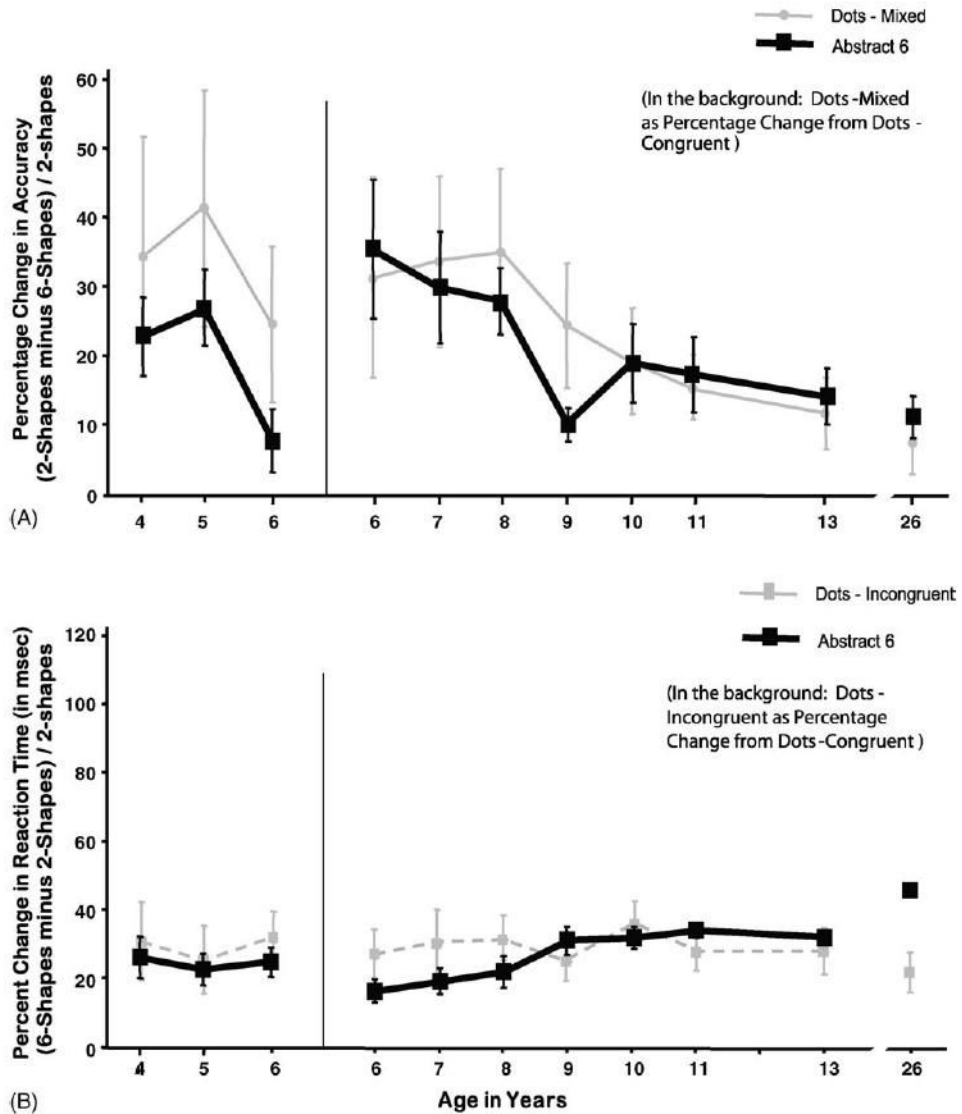 Dots - Mixed
Abstract 6
(In the background: Dots -Mixed
as Percentage Change from Dots -
Congruent )
Percentage Change in Accuracy
(2-Shapes minus 6-Shapes) / 2-shapes
60
50
40
30
20
10
0
4 5 6 6 7 8 9 10 11 13 26
(A)
Dots - Incongruent
Abstract 6
(In the background: Dots -
Incongruent as Percentage
Change from Dots -Congruent )
Percent Change in Reaction Time (in msec)
(6-Shapes minus 2-Shapes) / 2-shapes
120
100
80
60
40
20
0
4 5 6 6 7 8 9 10 11 13 26
(B)
Age in Years